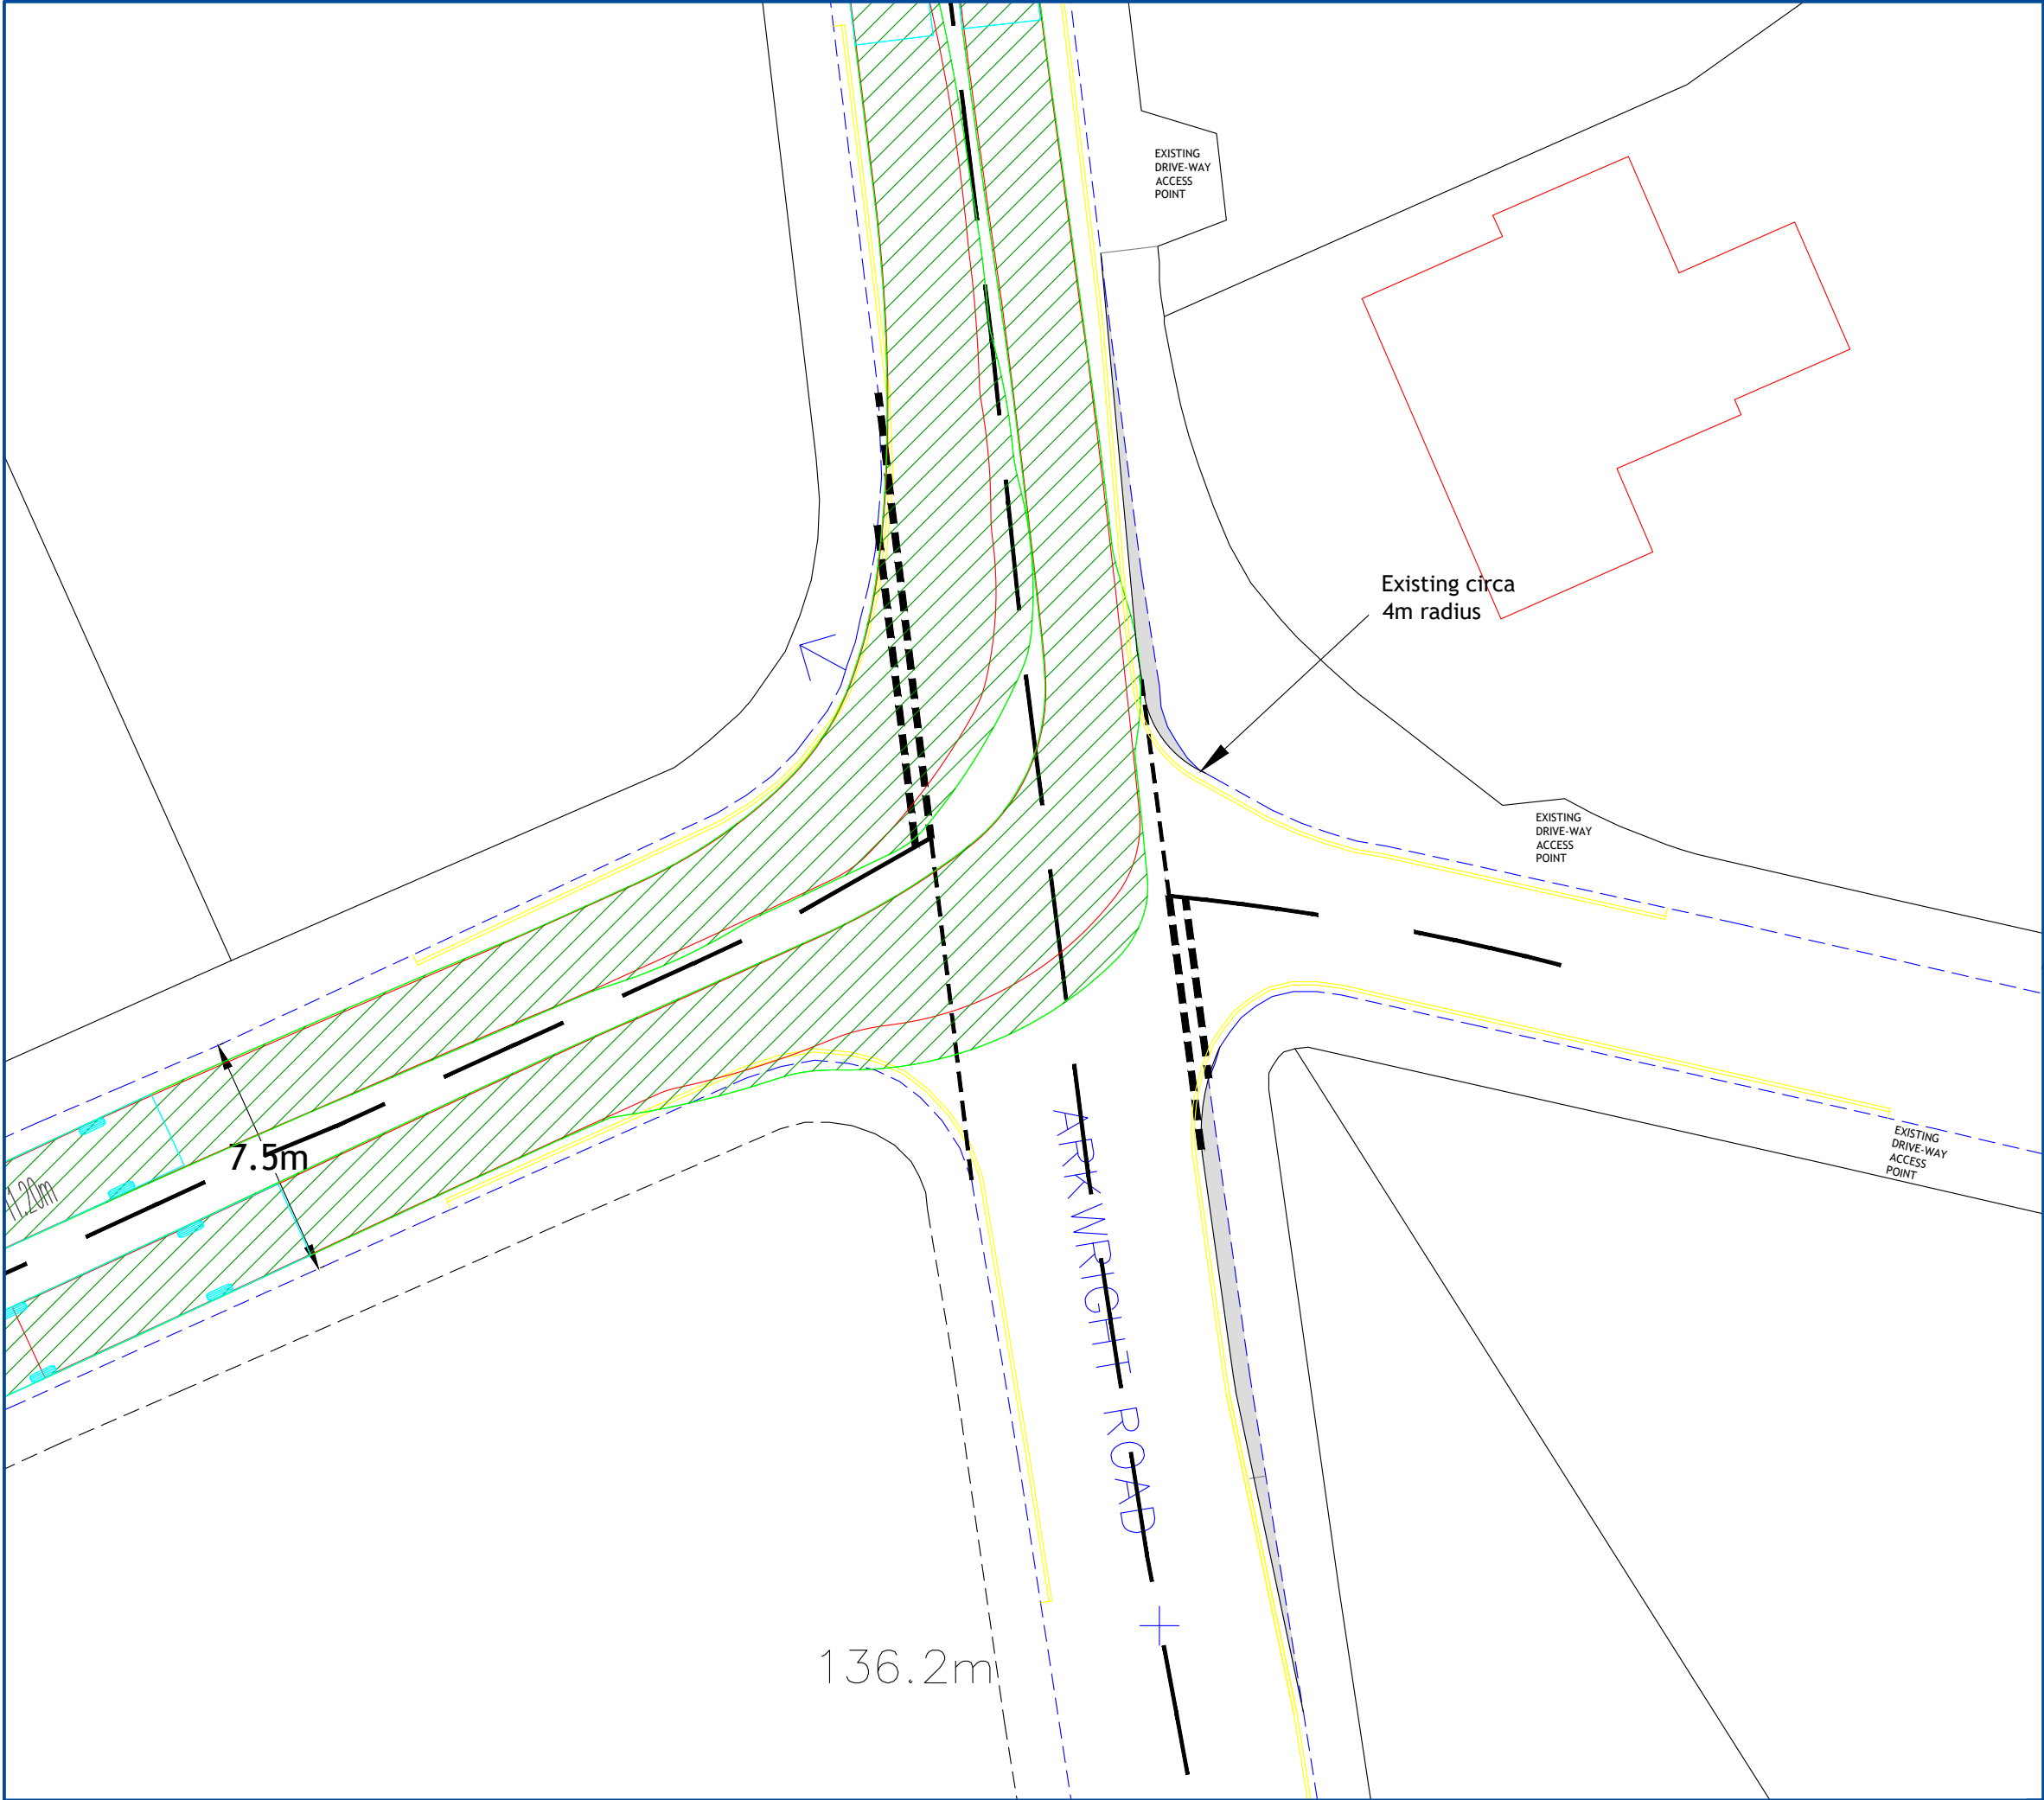 EXISTING
DRIVE-WAY
ACCESS
POINT
Existing circa
4m radius
EXISTING
DRIVE-WAY
ACCESS
POINT
7.5m
EXISTING
DRIVE-WAY
ACCESS
POINT
ARKWRIGHT ROAD
136.2m